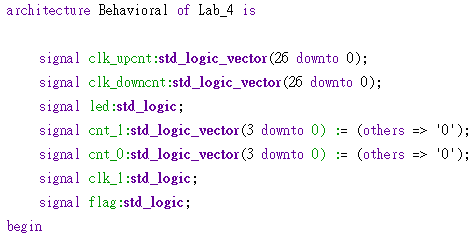 architecture Behavioral of Lab_4 is
signal clk_upcnt:std_logic_vector(26 downto 0);
signal clk_downcnt:std_logic_vector(26 downto 0);
signal led:std_logic;
signal cnt_1:std_logic_vector(3 downto 0) := (others => '0');
signal cnt_0:std_logic_vector(3 downto 0) := (others => '0');
signal clk_1:std_logic;
signal flag:std_logic;
begin